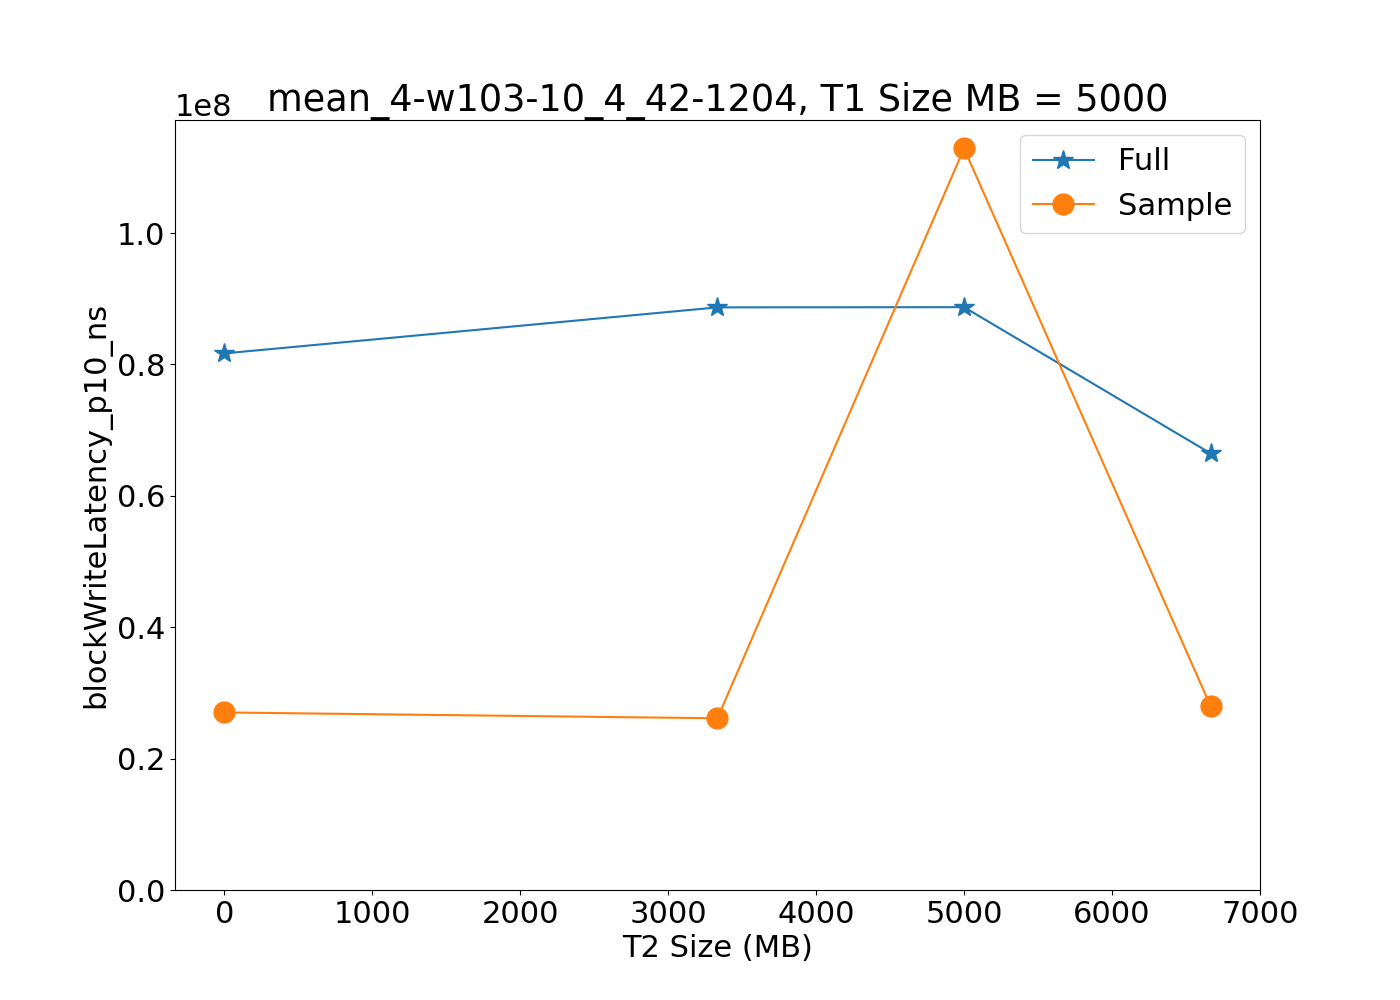 1e8
mean_4-w103-10_4_42-1204, T1 Size MB = 5000
Full
Sample
blockWriteLatency_p10_ns
1.0
0.8
0.6
0.4
0.2
0.0
0 1000 2000 3000 4000 5000 6000 7000
T2 Size (MB)